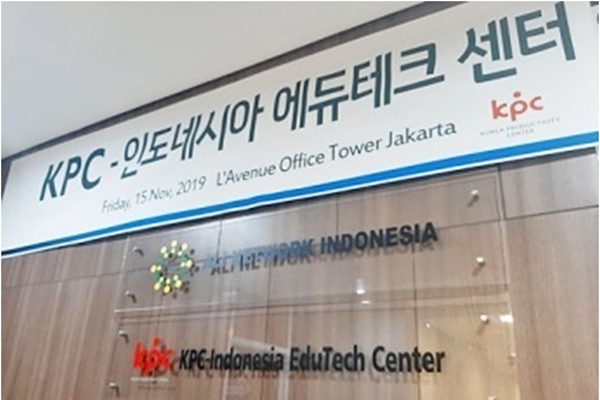 KPC - 인도네시아 에듀테크 센터
Friday, 15 Nov, 2019 L'Avenue Office Tower Jakarta
kpc
KOREA PRODUCTIVITY
CENTER
INDONESIA
kpc KPC-Indonesia EduTech Center